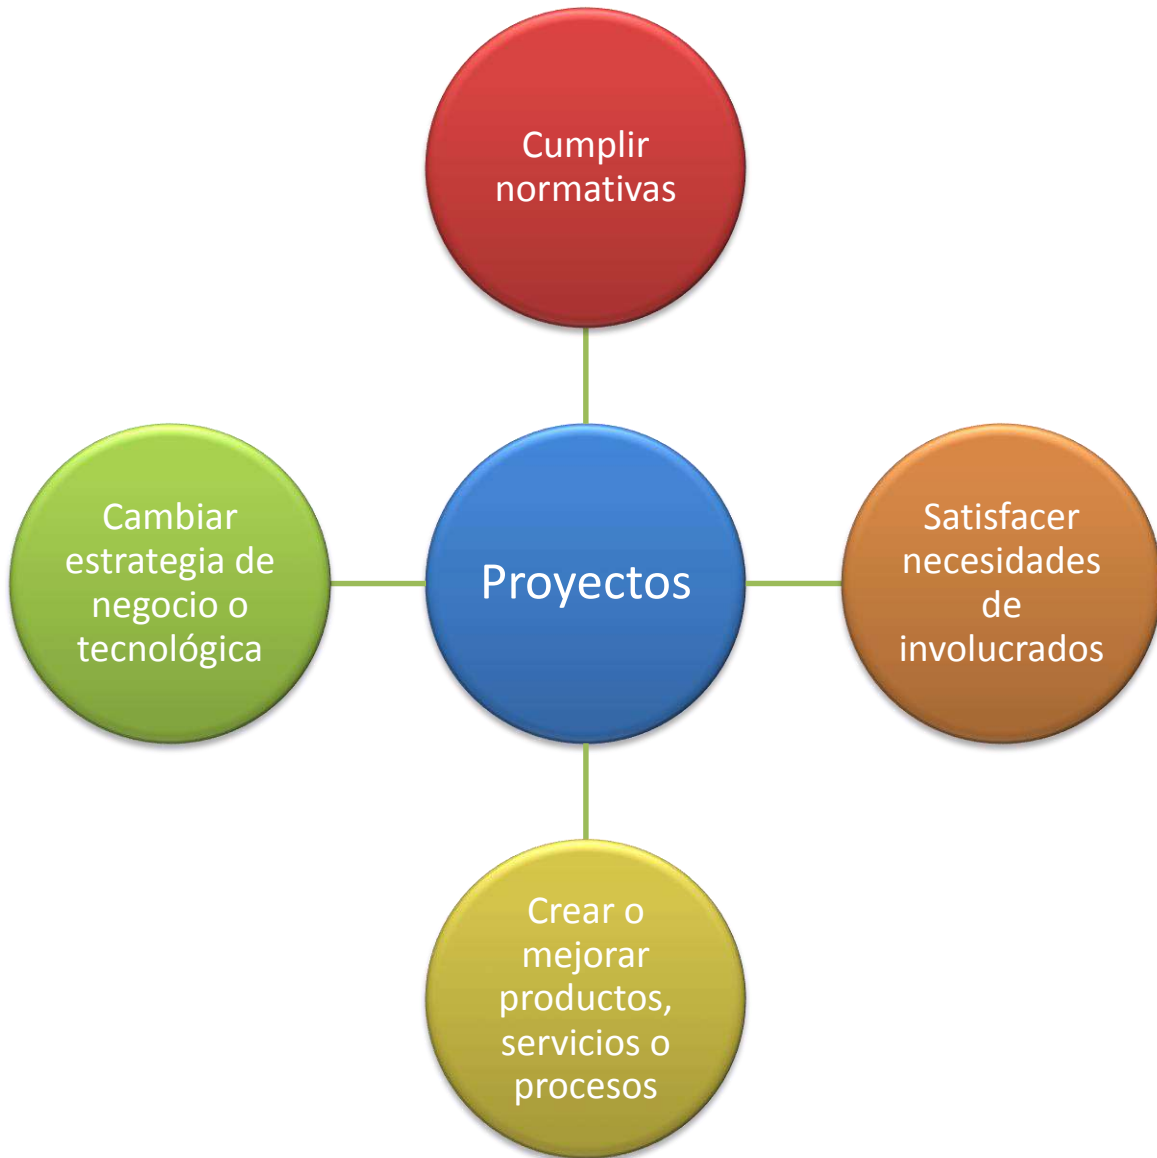 Cumplir
normativas
Cambiar
estrategia de
negocio o
tecnológica
Proyectos
Satisfacer
necesidades
de
involucrados
Crear o
mejorar
productos,
servicios o
procesos